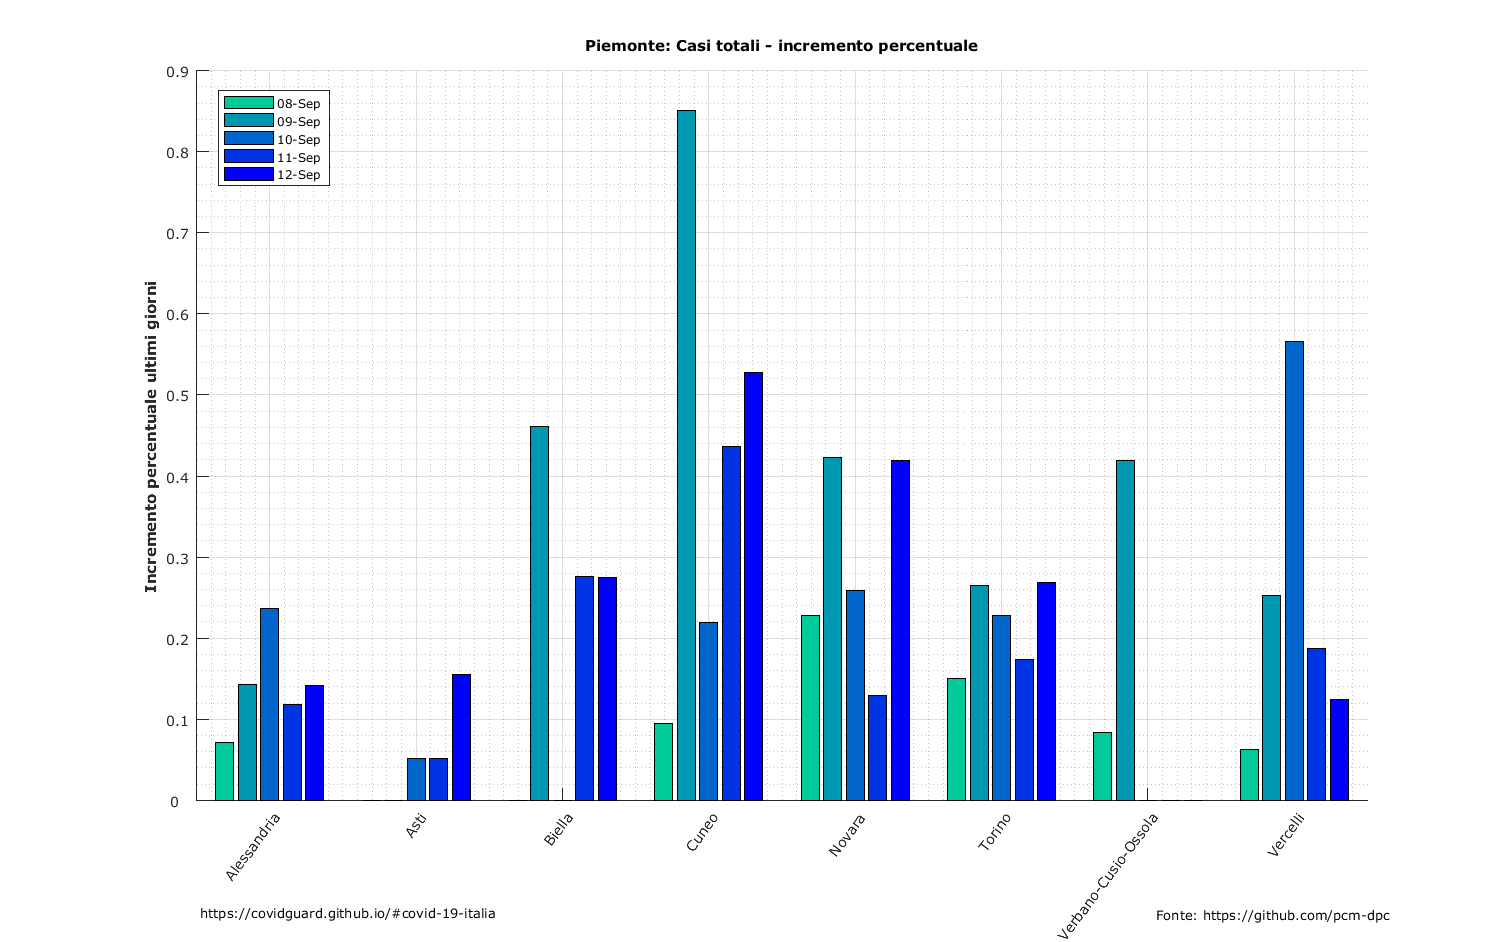 Piemonte: Casi totali - incremento percentuale
Incremento percentuale ultimi giorni
0.9
0.8
0.7
0.6
0.5
0.4
0.3
0.2
0.1
0
08-Sep
09-Sep
10-Sep
11-Sep
12-Sep
Alessandria
Asti
Biella
Cuneo
Novara
Torino
Verbano-Cusio-Ossola
Vercelli
https://covidguard.github.io/#covid-19-italia
Fonte: https://github.com/pcm-dpc